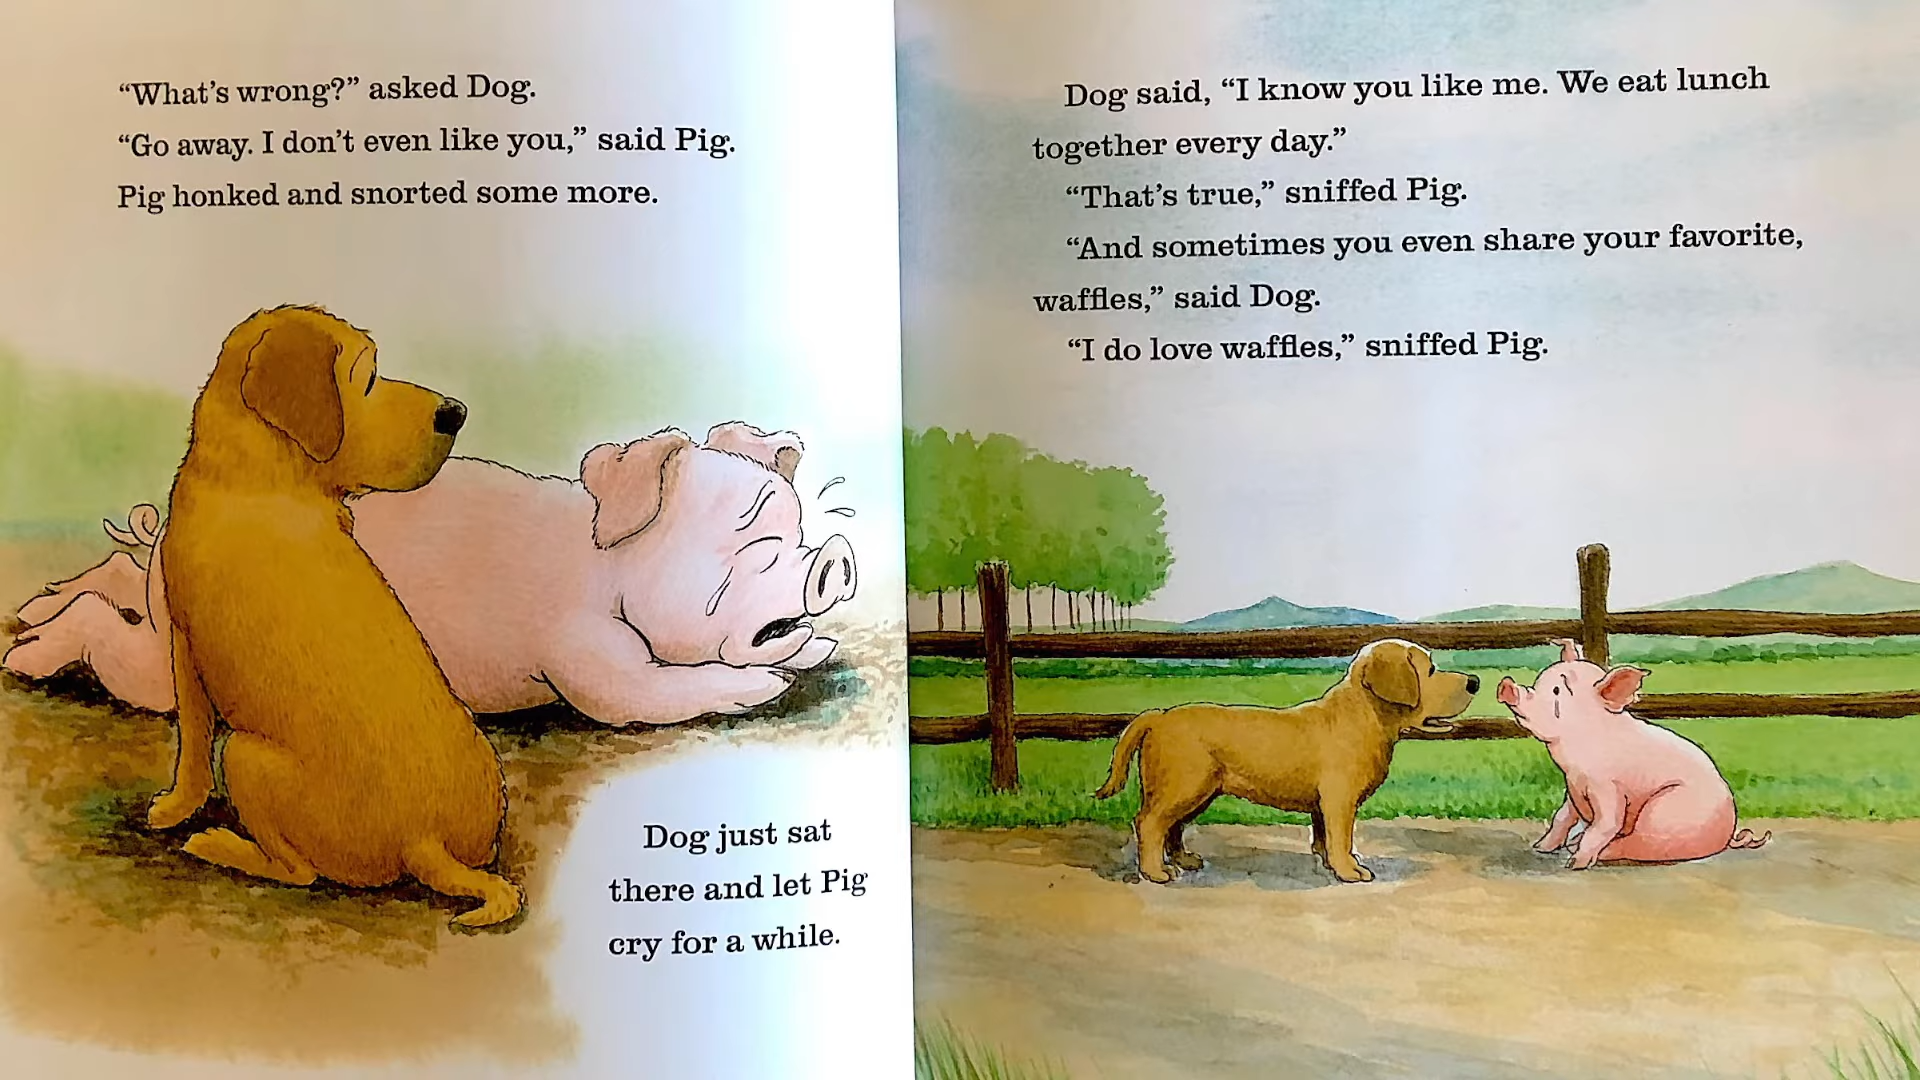 “What’s wrong?” asked Dog.
“Go away. I don’t even like you,” said Pig.
Pig honked and snorted some more.
Dog just sat
there and let Pig
cry for a while.
Dog said, “I know you like me. We eat lunch
together every day.”
“That’s true,” sniffed Pig.
“And sometimes you even share your favorite,
waffles,” said Dog.
“I do love waffles,” sniffed Pig.